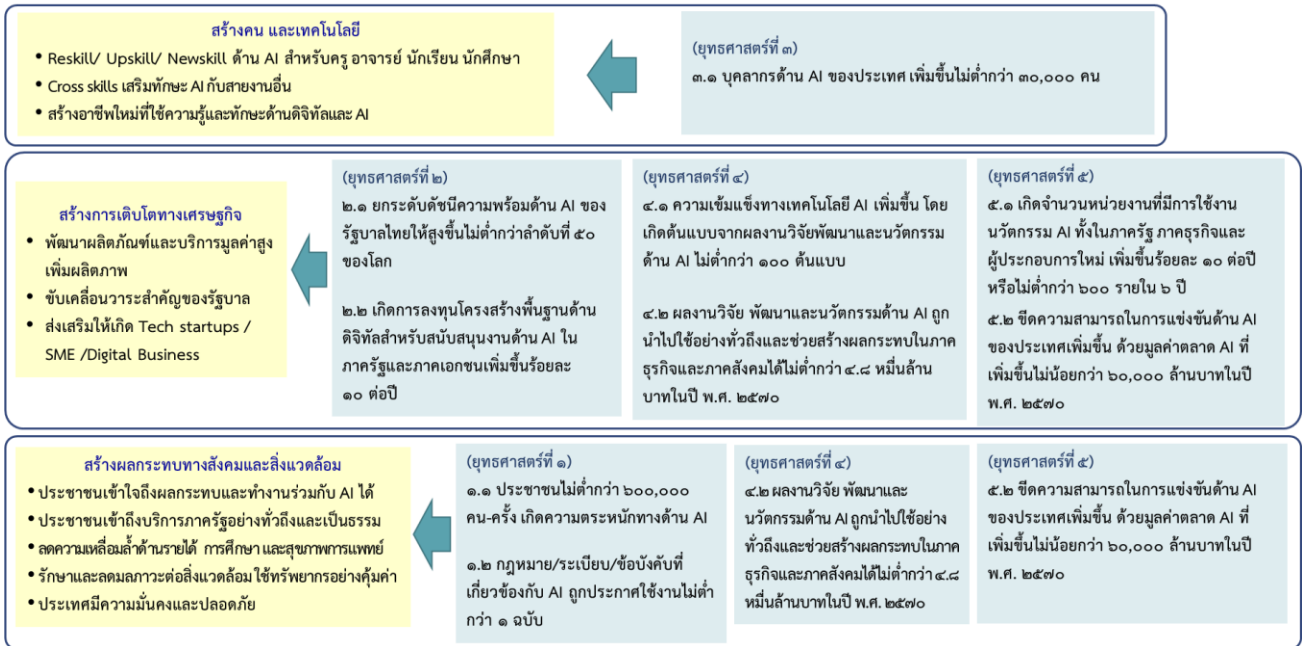 สร้างคน และเทคโนโลยี
• Reskill/ Upskill/ Newskill ด้าน AI สำหรับครู อาจารย์ นักเรียน นักศึกษา
• Cross skills เสริมทักษะ AI กับสายงานอื่น
• สร้างอาชีพใหม่ที่ใช้ความรู้และทักษะด้านดิจิทัลและ AI
(ยุทธศาสตร์ที่ ๓)
๓.๑ บุคลากรด้าน AI ของประเทศ เพิ่มขึ้นไม่ต่ำกว่า ๓๐,๐๐๐ คน
สร้างการเติบโตทางเศรษฐกิจ
• พัฒนาผลิตภัณฑ์และบริการมูลค่าสูง
เพิ่มผลิตภาพ
• ขับเคลื่อนวาระสำคัญของรัฐบาล
• ส่งเสริมให้เกิด Tech startups /
SME /Digital Business
(ยุทธศาสตร์ที่ ๒)
๒.๑ ยกระดับดัชนีความพร้อมด้าน AI ของ
รัฐบาลไทยให้สูงขึ้นไม่ต่ำกว่าลำดับที่ ๕๐
ของโลก
๒.๒ เกิดการลงทุนโครงสร้างพื้นฐานด้าน
ดิจิทัลสำหรับสนับสนุนงานด้าน AI ใน
ภาครัฐและภาคเอกชนเพิ่มขึ้นร้อยละ
๑๐ ต่อปี
(ยุทธศาสตร์ที่ ๔)
๔.๑ ความเข้มแข็งทางเทคโนโลยี AI เพิ่มขึ้น โดย
เกิดต้นแบบจากผลงานวิจัยพัฒนาและนวัตกรรม
ด้าน AI ไม่ต่ำกว่า ๑๐๐ ต้นแบบ
๔.๒ ผลงานวิจัย พัฒนาและนวัตกรรมด้าน AI ถูก
นำไปใช้อย่างทั่วถึงและช่วยสร้างผลกระทบในภาค
ธุรกิจและภาคสังคมได้ไม่ต่ำกว่า ๔.๘ หมื่นล้าน
บาทในปี พ.ศ. ๒๕๗๐
(ยุทธศาสตร์ที่ ๕)
๕.๑ เกิดจำนวนหน่วยงานที่มีการใช้งาน
นวัตกรรม AI ทั้งในภาครัฐ ภาคธุรกิจและ
ผู้ประกอบการใหม่ เพิ่มขึ้นร้อยละ ๑๐ ต่อปี
หรือไม่ต่ำกว่า ๖๐๐ รายใน ๖ ปี
๕.๒ ขีดความสามารถในการแข่งขันด้าน AI
ของประเทศเพิ่มขึ้น ด้วยมูลค่าตลาด AI ที่
เพิ่มขึ้นไม่น้อยกว่า ๖๐,๐๐๐ ล้านบาทในปี
พ.ศ. ๒๕๗๐
สร้างผลกระทบทางสังคมและสิ่งแวดล้อม
• ประชาชนเข้าใจถึงผลกระทบและทำงานร่วมกับ AI ได้
• ประชาชนเข้าถึงบริการภาครัฐอย่างทั่วถึงและเป็นธรรม
• ลดความเหลื่อมล้ำด้านรายได้ การศึกษา และสุขภาพการแพทย์
• รักษาและลดมลภาวะต่อสิ่งแวดล้อม ใช้ทรัพยากรอย่างคุ้มค่า
• ประเทศมีความมั่นคงและปลอดภัย
(ยุทธศาสตร์ที่ ๑)
๑.๑ ประชาชนไม่ต่ำกว่า ๖๐๐,๐๐๐
คน-ครั้ง เกิดความตระหนักทางด้าน AI
๑.๒ กฎหมาย/ระเบียบ/ข้อบังคับที่
เกี่ยวข้องกับ AI ถูกประกาศใช้งานไม่ต่ำ
กว่า ๑ ฉบับ
(ยุทธศาสตร์ที่ ๔)
๔.๒ ผลงานวิจัย พัฒนาและ
นวัตกรรมด้าน AI ถูกนำไปใช้อย่าง
ทั่วถึงและช่วยสร้างผลกระทบในภาค
ธุรกิจและภาคสังคมได้ไม่ต่ำกว่า ๔.๘
หมื่นล้านบาทในปี พ.ศ. ๒๕๗๐
(ยุทธศาสตร์ที่ ๕)
๕.๒ ขีดความสามารถในการแข่งขันด้าน AI
ของประเทศเพิ่มขึ้น ด้วยมูลค่าตลาด AI ที่
เพิ่มขึ้นไม่น้อยกว่า ๖๐,๐๐๐ ล้านบาทในปี
พ.ศ. ๒๕๗๐